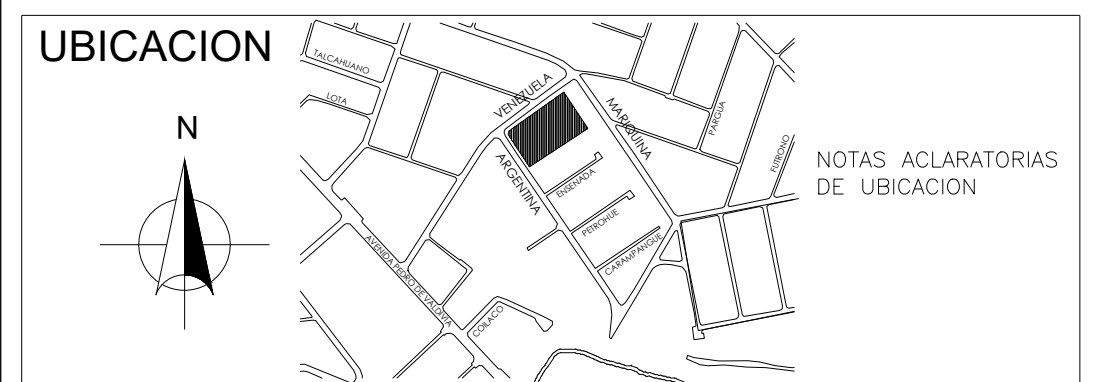 UBICACION
N
TALCAHUANO
LOTA
VENEZUELA
MARIQUINA
PARGUA
FUTRONO
ARGENTINA
ENSENADA
PETROHUE
CARAMPANGUE
AVENIDA PEDRO DE VALDIVIA
COILACO
NOTAS ACLARATORIAS
DE UBICACION